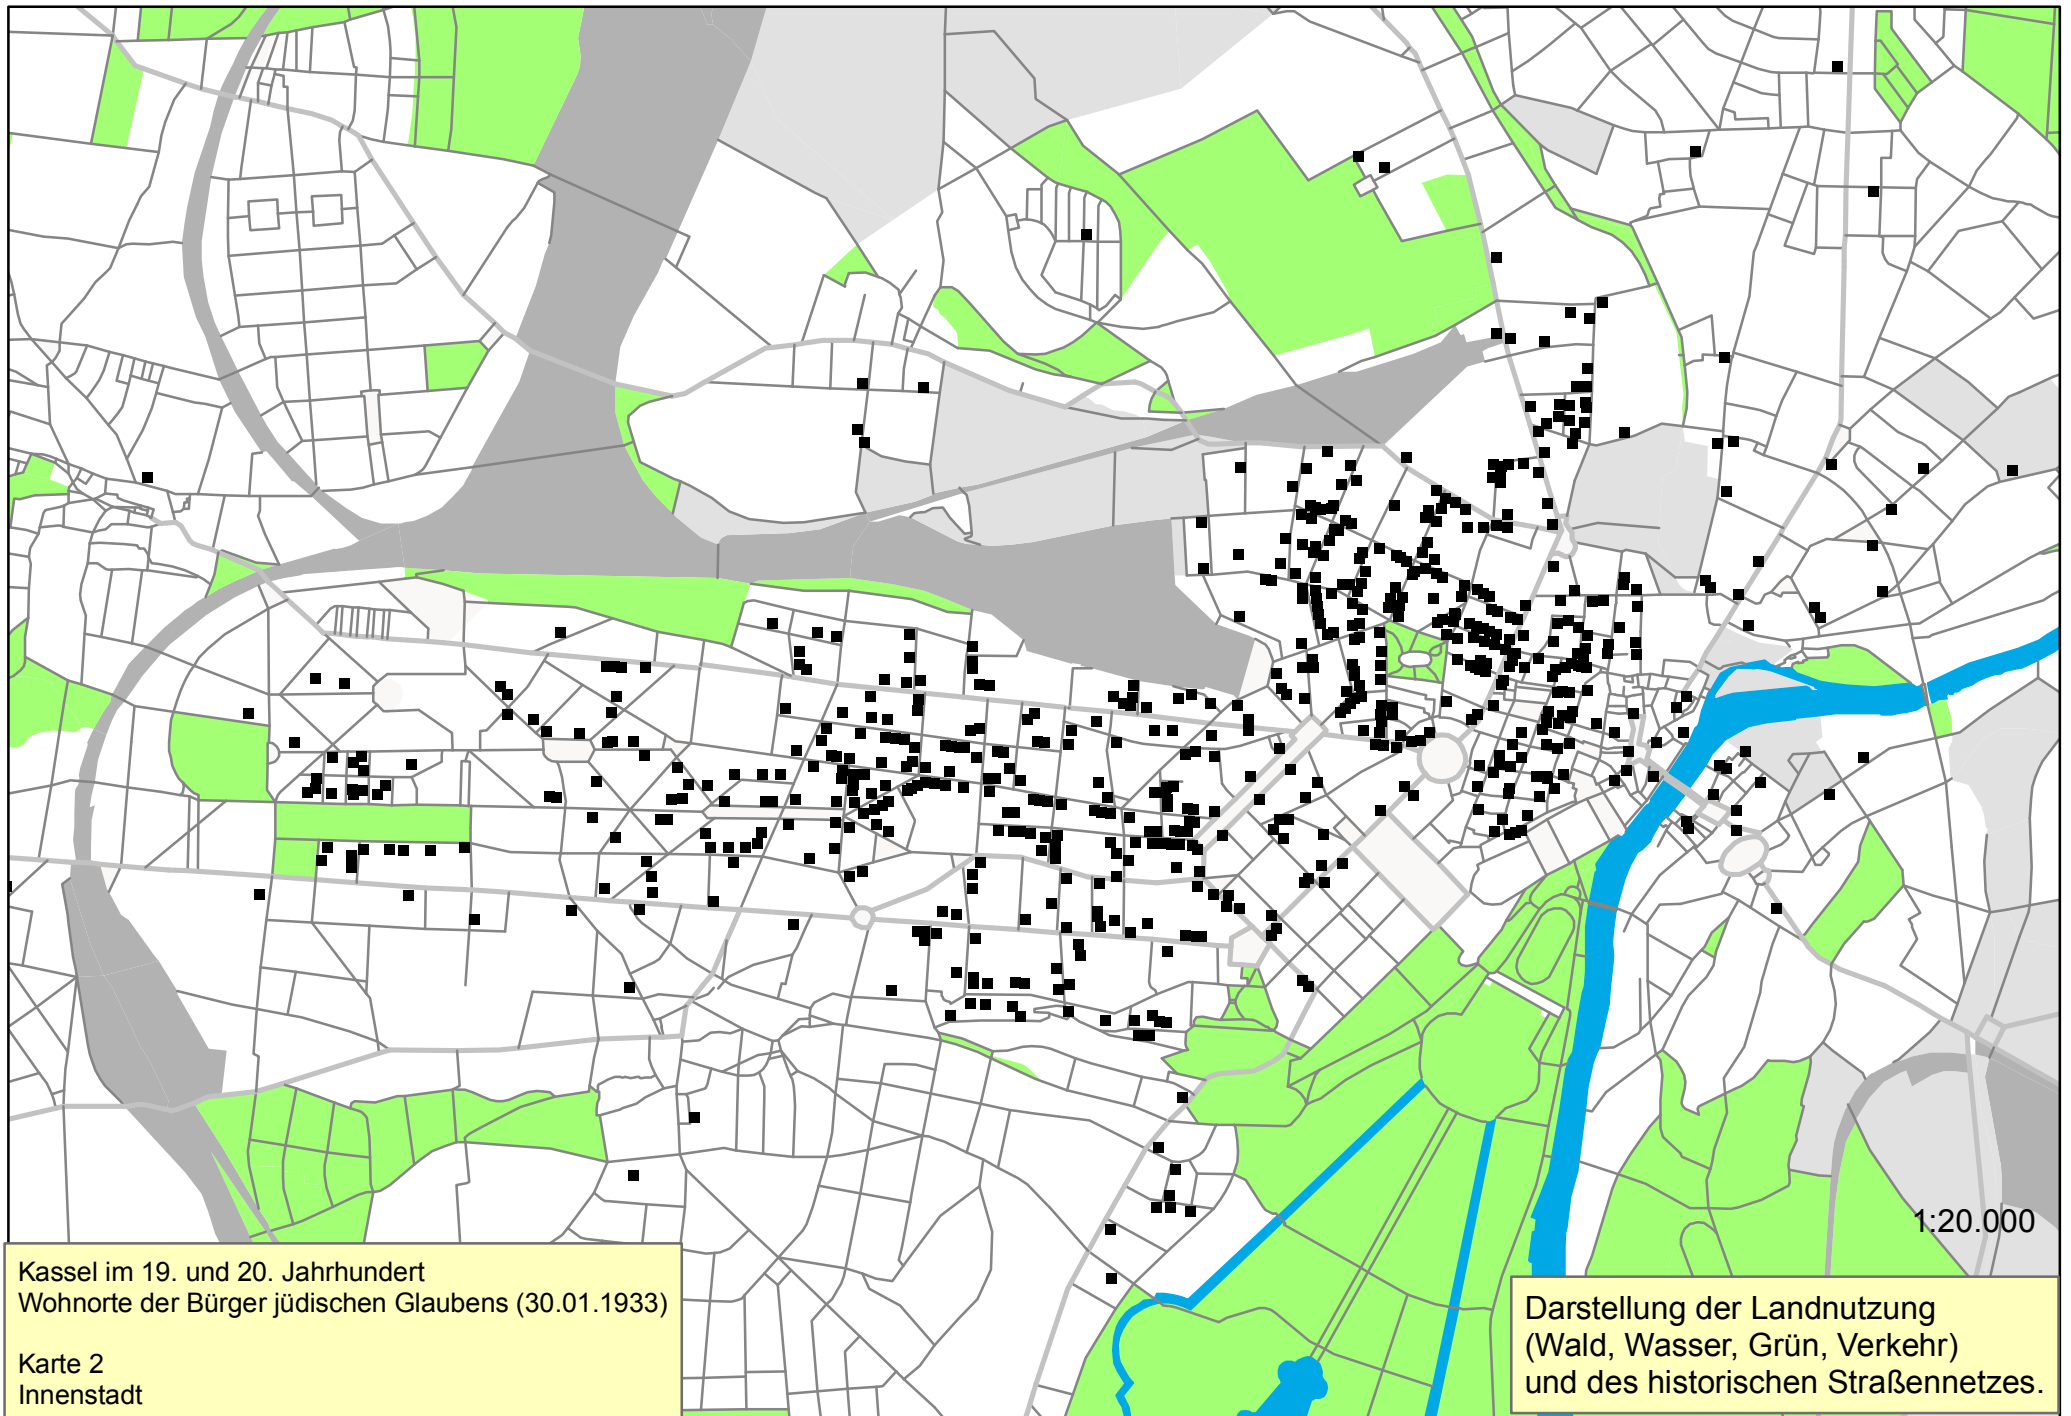 1:20.000
Kassel im 19. und 20. Jahrhundert
Wohnorte der Bürger jüdischen Glaubens (30.01.1933)
Karte 2
Innenstadt
Darstellung der Landnutzung
(Wald, Wasser, Grün, Verkehr)
und des historischen Straßennetzes.